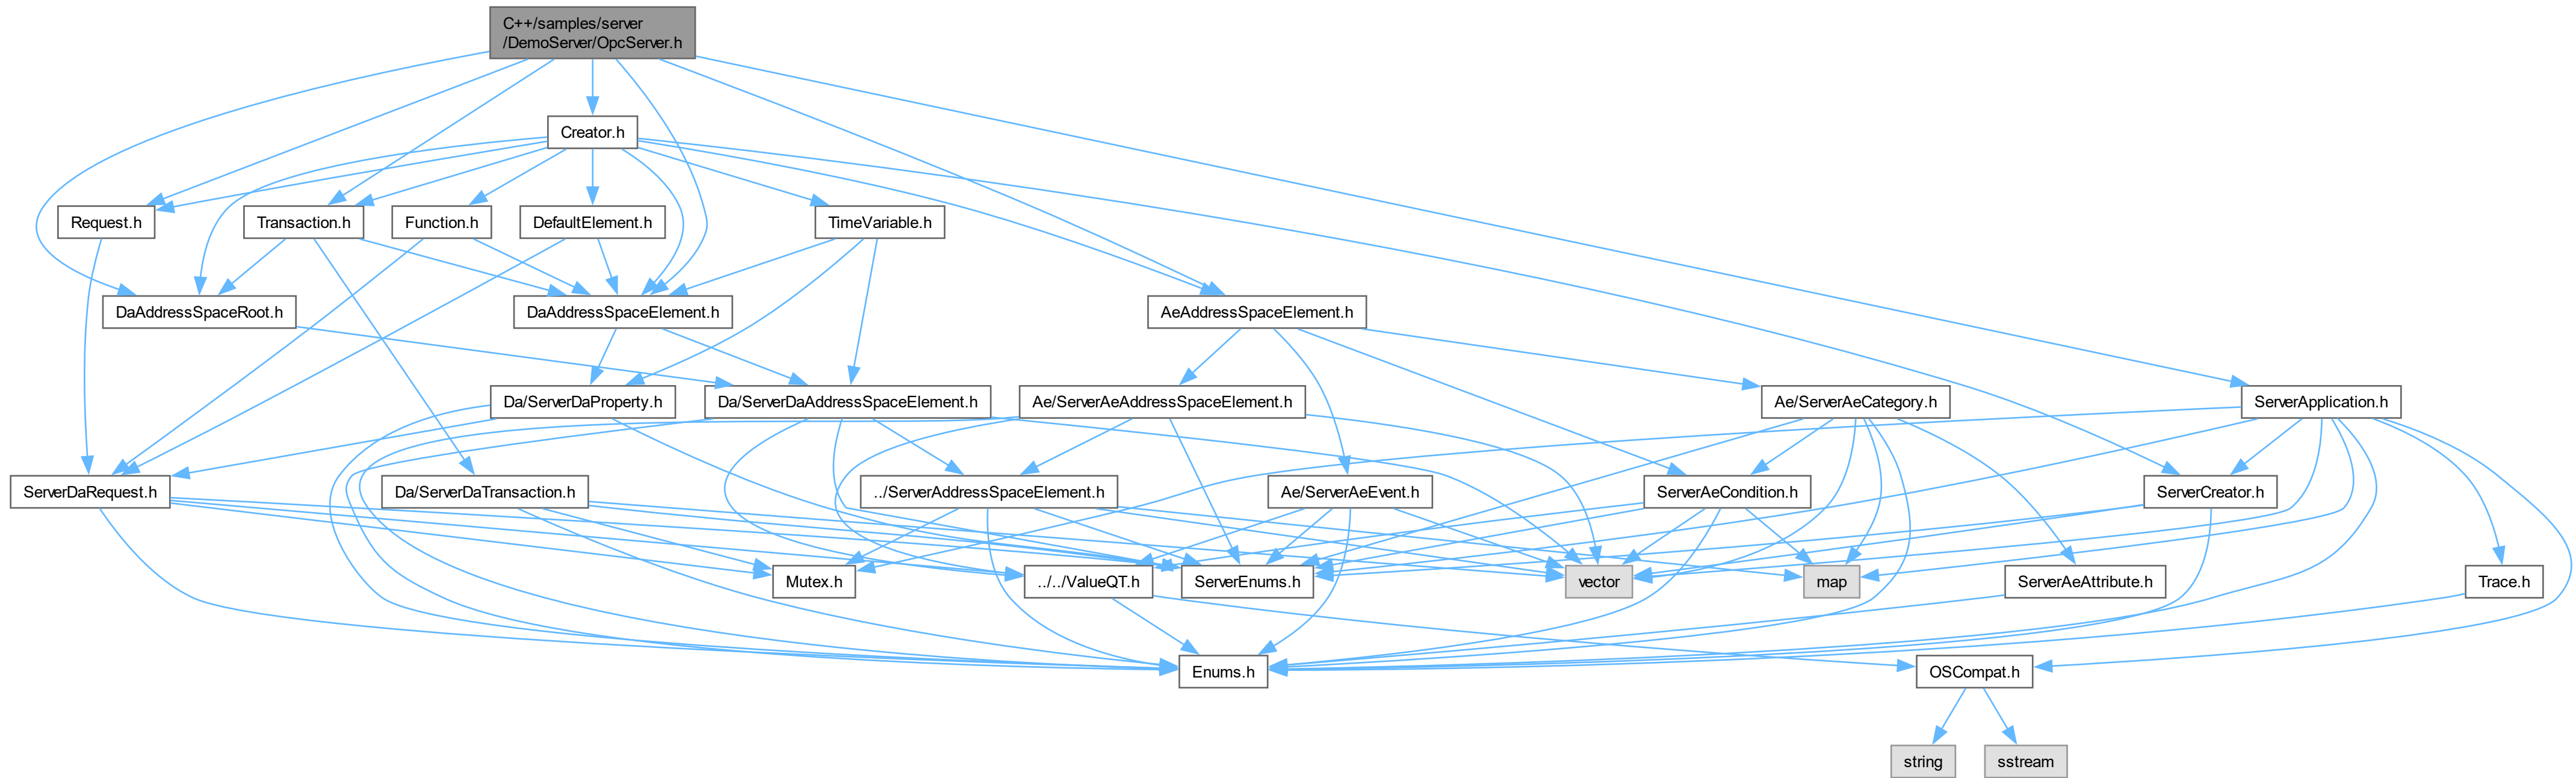 C++/samples/server
/DemoServer/OpcServer.h
Creator.h
Request.h
Transaction.h
Function.h
DefaultElement.h
TimeVariable.h
DaAddressSpaceRoot.h
DaAddressSpaceElement.h
AeAddressSpaceElement.h
Da/ServerDaProperty.h
Da/ServerDaAddressSpaceElement.h
Ae/ServerAeAddressSpaceElement.h
Ae/ServerAeCategory.h
ServerApplication.h
ServerDaRequest.h
Da/ServerDaTransaction.h
../ServerAddressSpaceElement.h
Ae/ServerAeEvent.h
ServerAeCondition.h
ServerCreator.h
Mutex.h
../../ValueQT.h
ServerEnums.h
vector
map
ServerAeAttribute.h
Trace.h
Enums.h
OSCompat.h
string
sstream